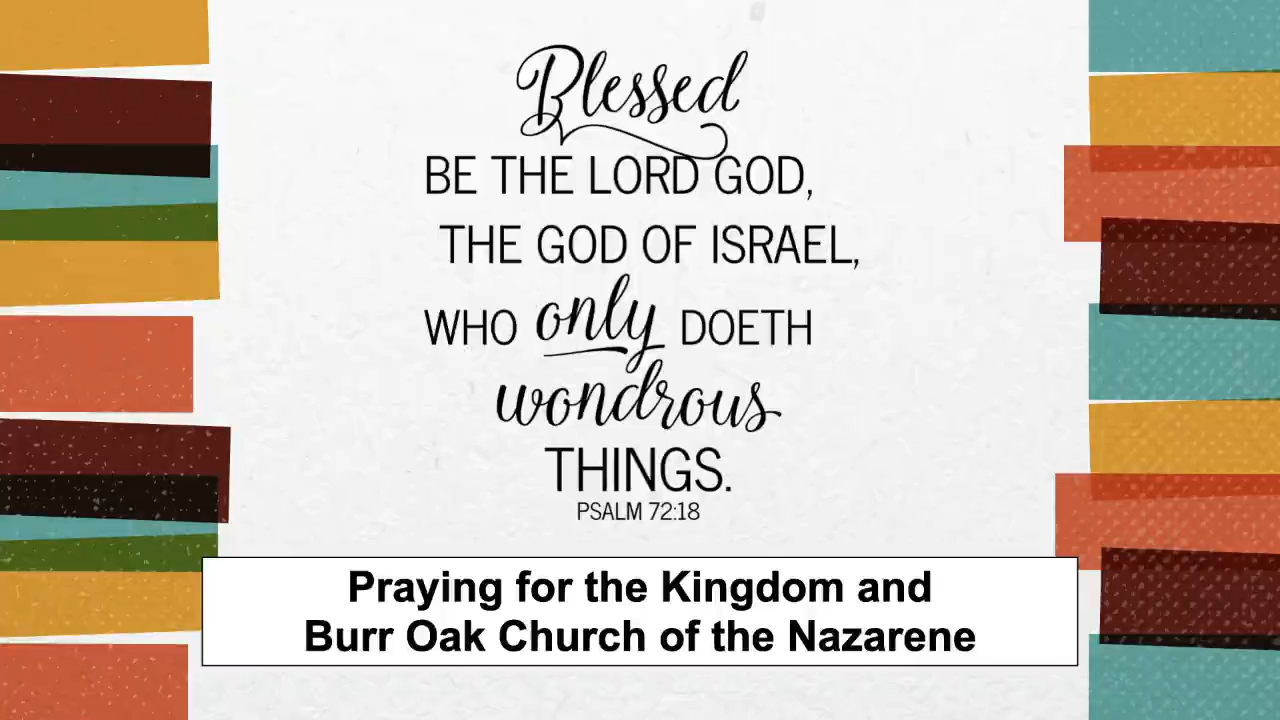 Blessed
BE THE LORD GOD,
THE GOD OF ISRAEL,
WHO only DOETH
wondrous
THINGS.
PSALM 72:18
Praying for the Kingdom and
Burr Oak Church of the Nazarene